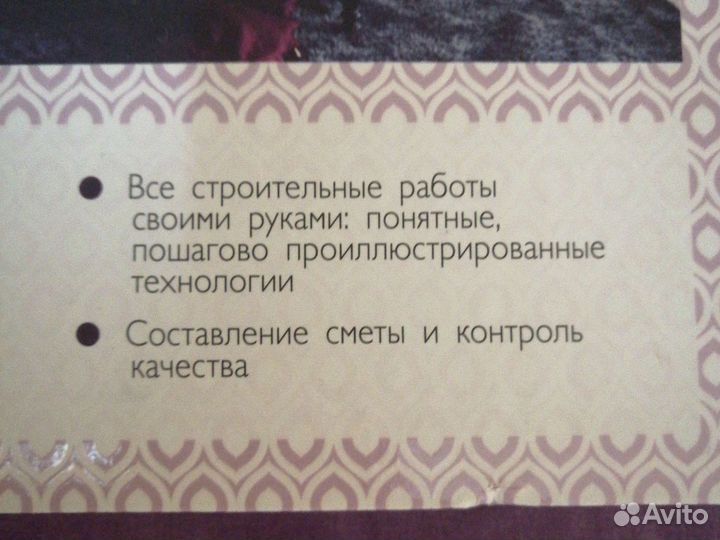 ● Все строительные работы
своими руками: понятные,
пошагово проиллюстрированные
технологии
● Составление сметы и контроль
качества
Avito